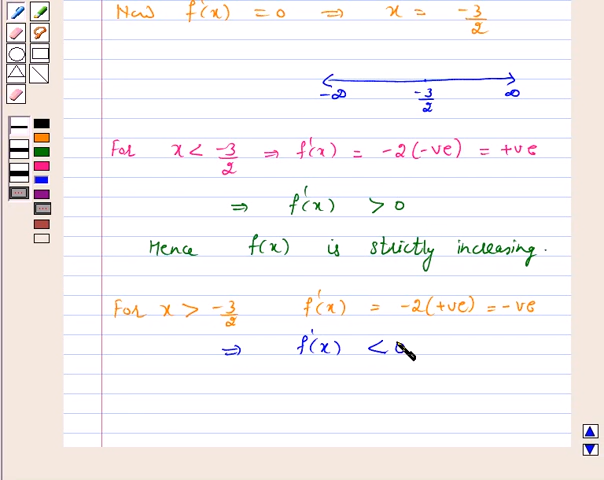 Now f'(x) = 0 ⇒ x = -3/2
-∞ -3/2 ∞
For x < -3/2 ⇒ f'(x) = -2(-ve) = +ve
⇒ f'(x) > 0
Hence f(x) is strictly increasing.
For x > -3/2 f'(x) = -2(+ve) = -ve
⇒ f'(x) < 0